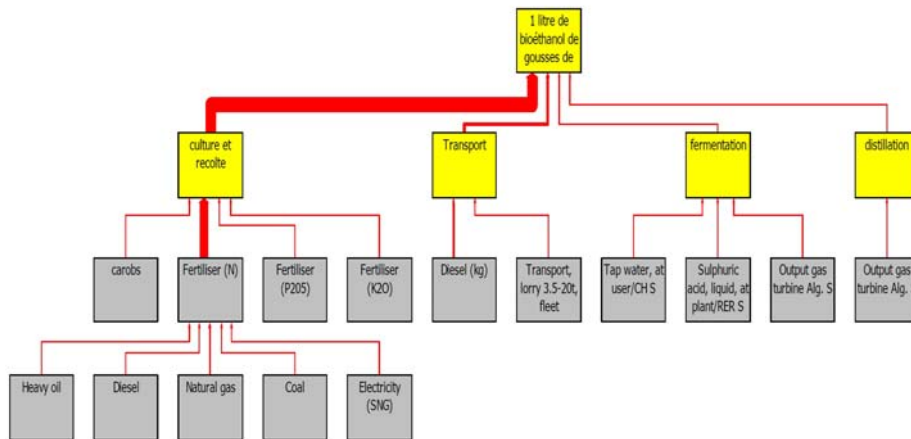 1 litre de
bioéthanol de
gousses de
culture et
recolte
Transport
fermentation
distillation
carobs
Fertiliser (N)
Fertiliser
(P205)
Fertiliser
(K2O)
Diesel (kg)
Transport,
lorry 3.5-20t,
fleet
Tap water, at
user/CH S
Sulphuric
acid, liquid, at
plant/RER S
Output gas
turbine Alg. S
Output gas
turbine Alg.
Heavy oil
Diesel
Natural gas
Coal
Electricity
(SNG)